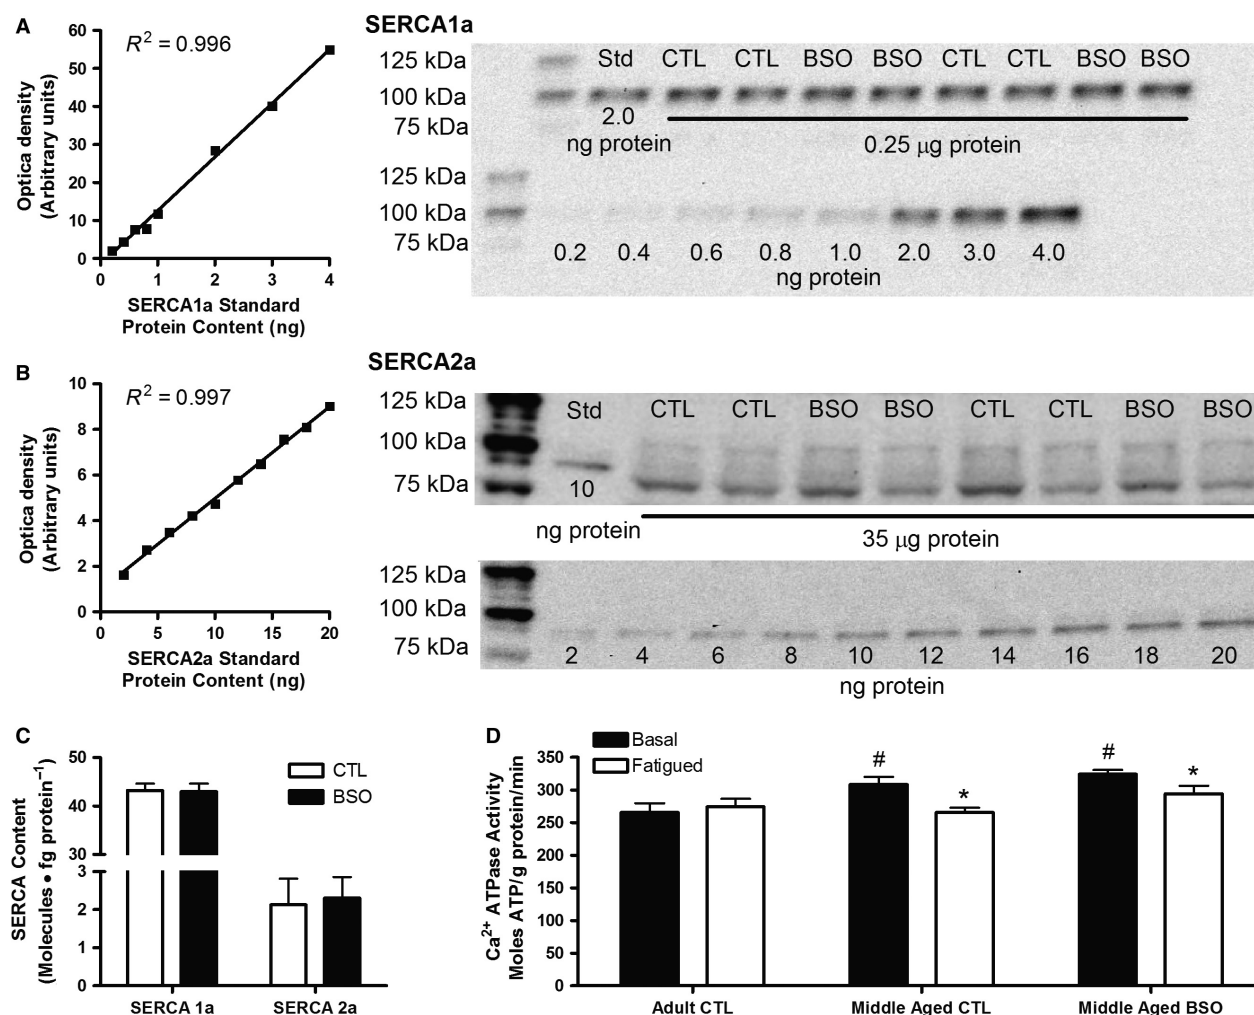 A
R² = 0.996
60
50
40
30
20
10
0
0 1 2 3 4
Optica density
(Arbitrary units)
SERCA1a Standard
Protein Content (ng)
SERCA1a
125 kDa
100 kDa
75 kDa
Std CTL CTL BSO BSO CTL CTL BSO BSO
2.0
ng protein
0.25 µg protein
125 kDa
100 kDa
75 kDa
0.2 0.4 0.6 0.8 1.0 2.0 3.0 4.0
ng protein
B
R² = 0.997
10
8
6
4
2
0
0 5 10 15 20
Optica density
(Arbitrary units)
SERCA2a Standard
Protein Content (ng)
SERCA2a
125 kDa
100 kDa
75 kDa
Std CTL CTL BSO BSO CTL CTL BSO BSO
10
ng protein
35 µg protein
125 kDa
100 kDa
75 kDa
2 4 6 8 10 12 14 16 18 20
ng protein
C
50
40
30
3
2
1
0
SERCA Content
(Molecules • fg protein⁻¹)
CTL
BSO
SERCA 1a SERCA 2a
D
Basal
Fatigued
350
300
250
200
150
100
50
0
Ca²⁺ ATPase Activity
Moles ATP/g protein/min
# * # *
Adult CTL Middle Aged CTL Middle Aged BSO